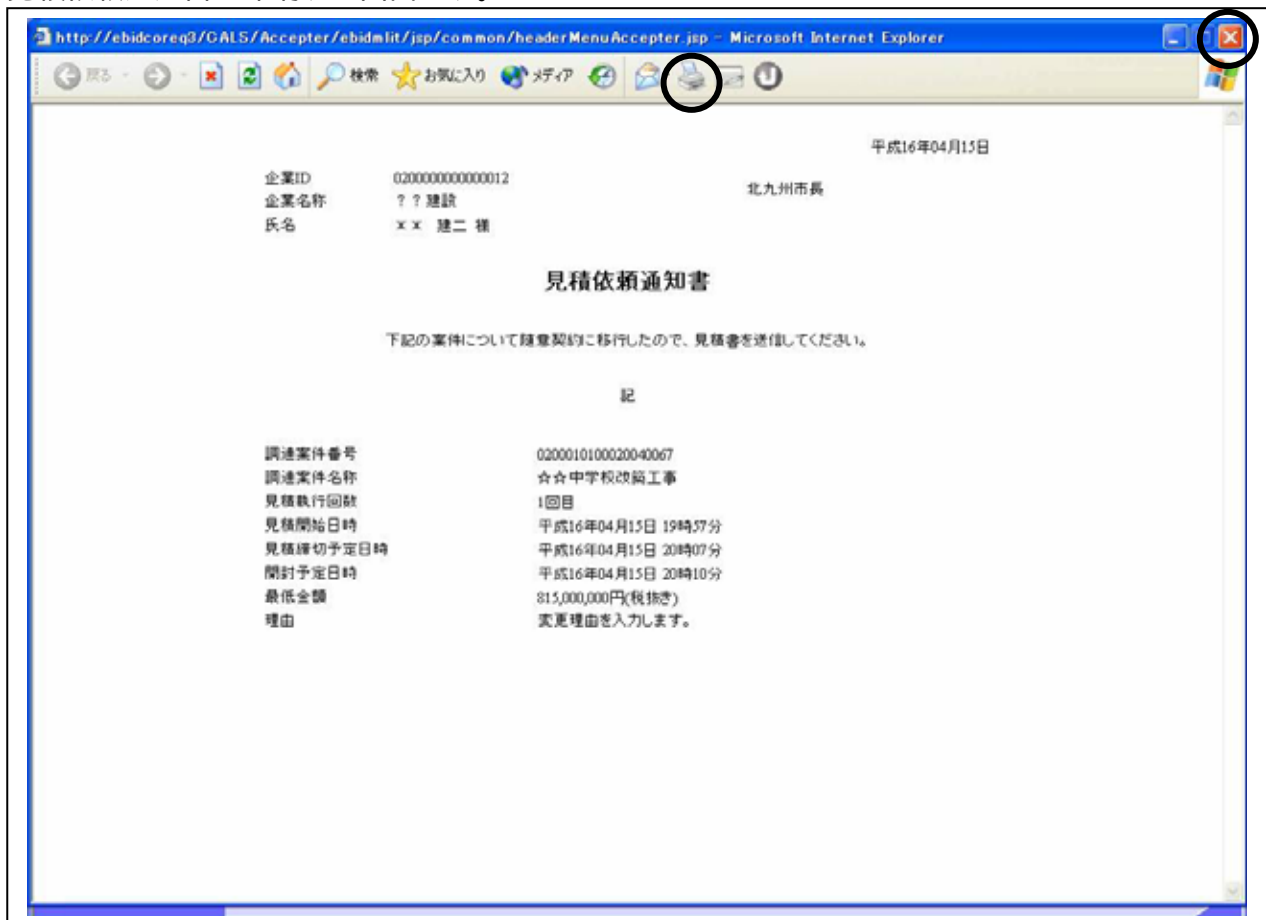 http://ebidcoreq3/CALS/Accepter/ebidmlit/jsp/common/headerMenuAccepter.jsp - Microsoft Internet Explorer
戻る 検索 お気に入り メディア
平成16年04月15日
企業ID 0200000000000012
北九州市長
企業名称 ？？建設
氏名 ｘｘ 建二 様
見積依頼通知書
下記の案件について随意契約に移行したので、見積書を送信してください。
記
調達案件番号 0200010100020040067
調達案件名称 ☆☆中学校改築工事
見積執行回数 1回目
見積開始日時 平成16年04月15日 19時57分
見積締切予定日時 平成16年04月15日 20時07分
開封予定日時 平成16年04月15日 20時10分
最低金額 815,000,000円(税抜き)
理由 変更理由を入力します。